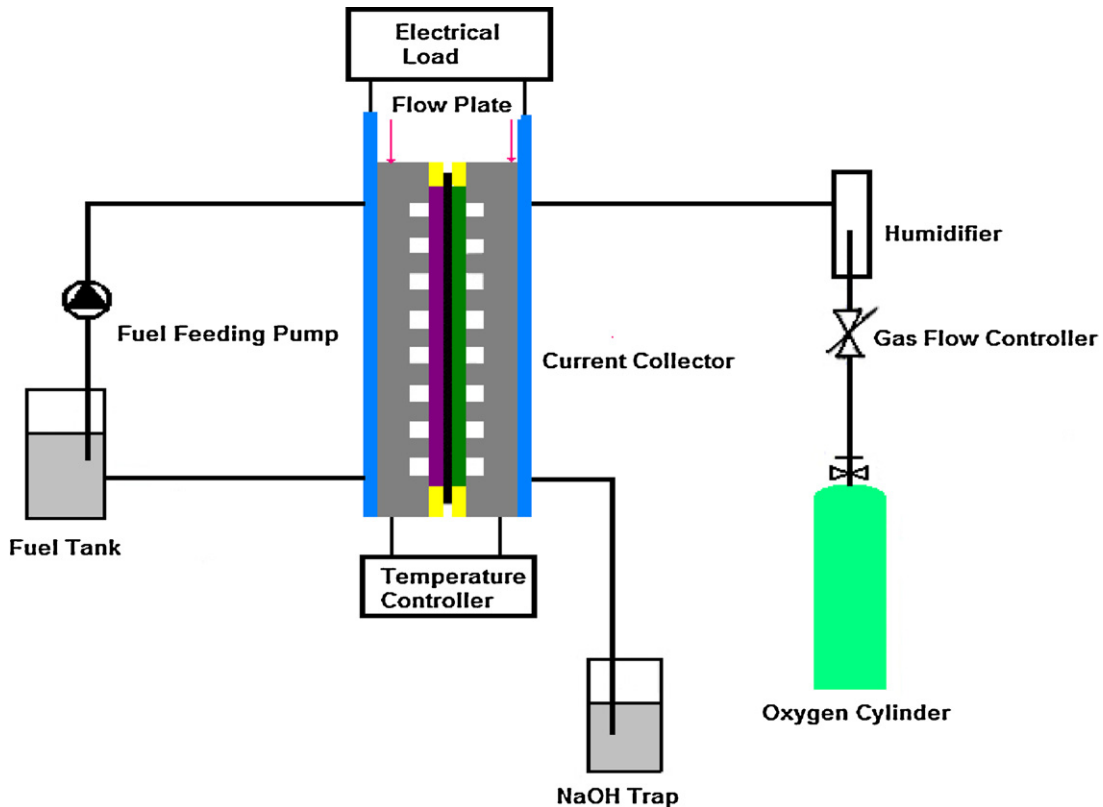 Electrical
Load
Flow Plate
Humidifier
Fuel Feeding Pump
Gas Flow Controller
Current Collector
Fuel Tank
Temperature
Controller
Oxygen Cylinder
NaOH Trap